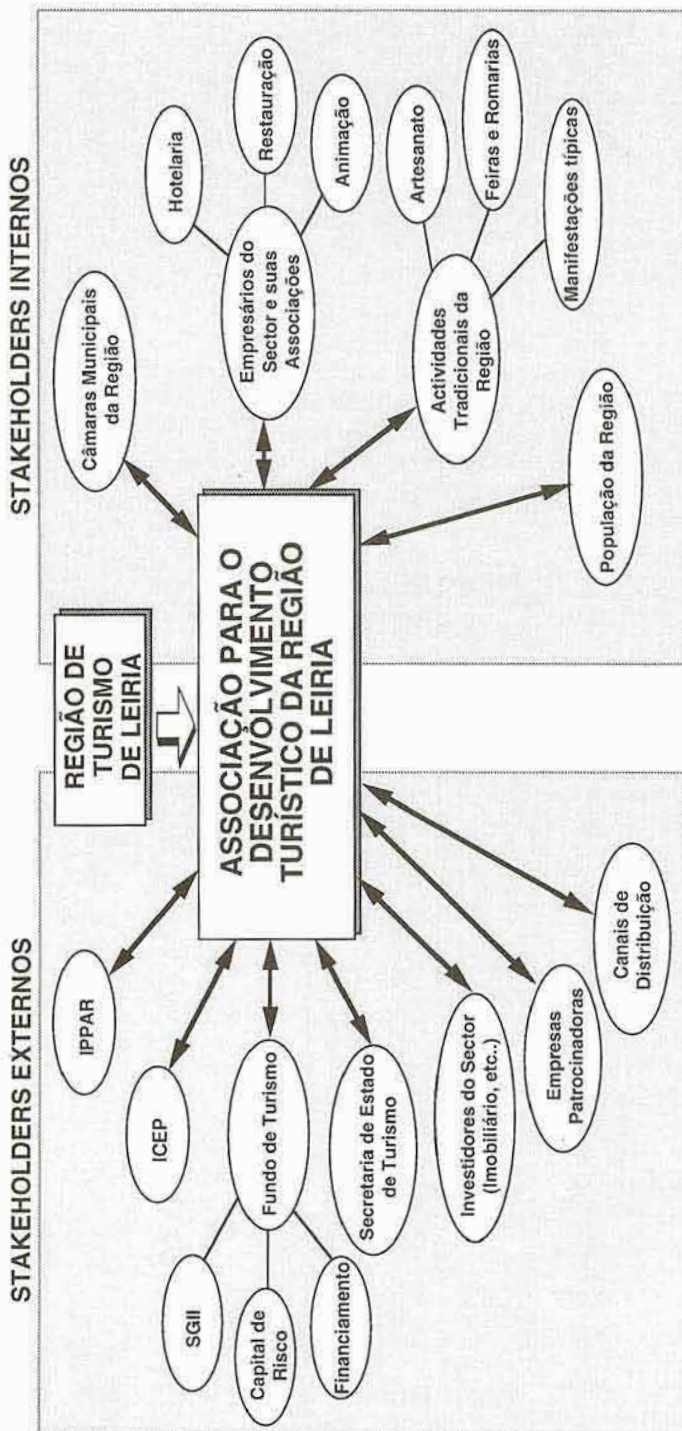 STAKEHOLDERS EXTERNOS
STAKEHOLDERS INTERNOS
REGIÃO DE
TURISMO
DE LEIRIA
ASSOCIAÇÃO PARA O
DESENVOLVIMENTO
TURÍSTICO DA REGIÃO
DE LEIRIA
IPPAR
ICEP
SGII
Capital de
Risco
Financiamento
Fundo de Turismo
Secretaria de Estado
de Turismo
Investidores do Sector
(Imobiliário, etc..)
Empresas
Patrocinadoras
Canais de
Distribuição
Câmaras Municipais
da Região
Hotelaria
Restauração
Animação
Empresários do
Sector e suas
Associações
Artesanato
Feiras e Romarias
Manifestações típicas
Actividades
Tradicionais da
Região
População da Região